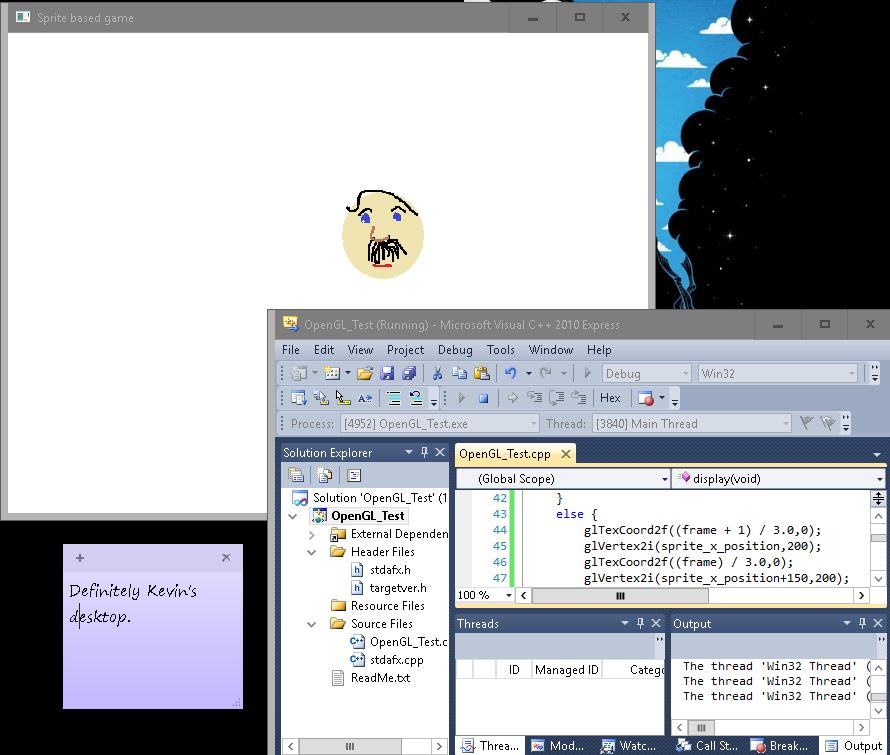 Sprite based game
OpenGL_Test (Running) - Microsoft Visual C++ 2010 Express
File Edit View Project Debug Tools Window Help
Debug Win32
Hex
Process: [4952] OpenGL_Test.exe Thread: [3840] Main Thread
Solution Explorer
Solution 'OpenGL_Test' (1
OpenGL_Test
External Dependen
Header Files
stdafx.h
targetver.h
Resource Files
Source Files
OpenGL_Test.c
stdafx.cpp
ReadMe.txt
OpenGL_Test.cpp
(Global Scope) display(void)
42 }
43 else {
44 glTexCoord2f((frame + 1) / 3.0,0);
45 glVertex2i(sprite_x_position,200);
46 glTexCoord2f((frame) / 3.0,0);
47 glVertex2i(sprite_x_position+150,200);
100 %
Threads
ID Managed ID Catego
Output
The thread 'Win32 Thread' (
The thread 'Win32 Thread' (
The thread 'Win32 Thread' (
Threa... Mod... Watc... Call St... Break... Output
Definitely Kevin's
desktop.